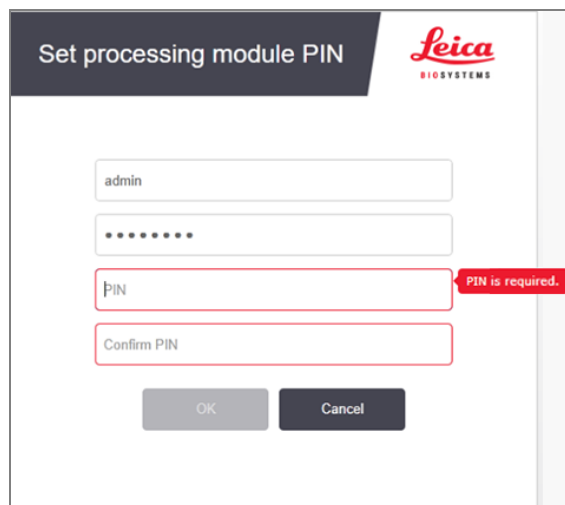 Set processing module PIN
Leica
BIOSYSTEMS
admin
••••••••
PIN
PIN is required.
Confirm PIN
OK
Cancel